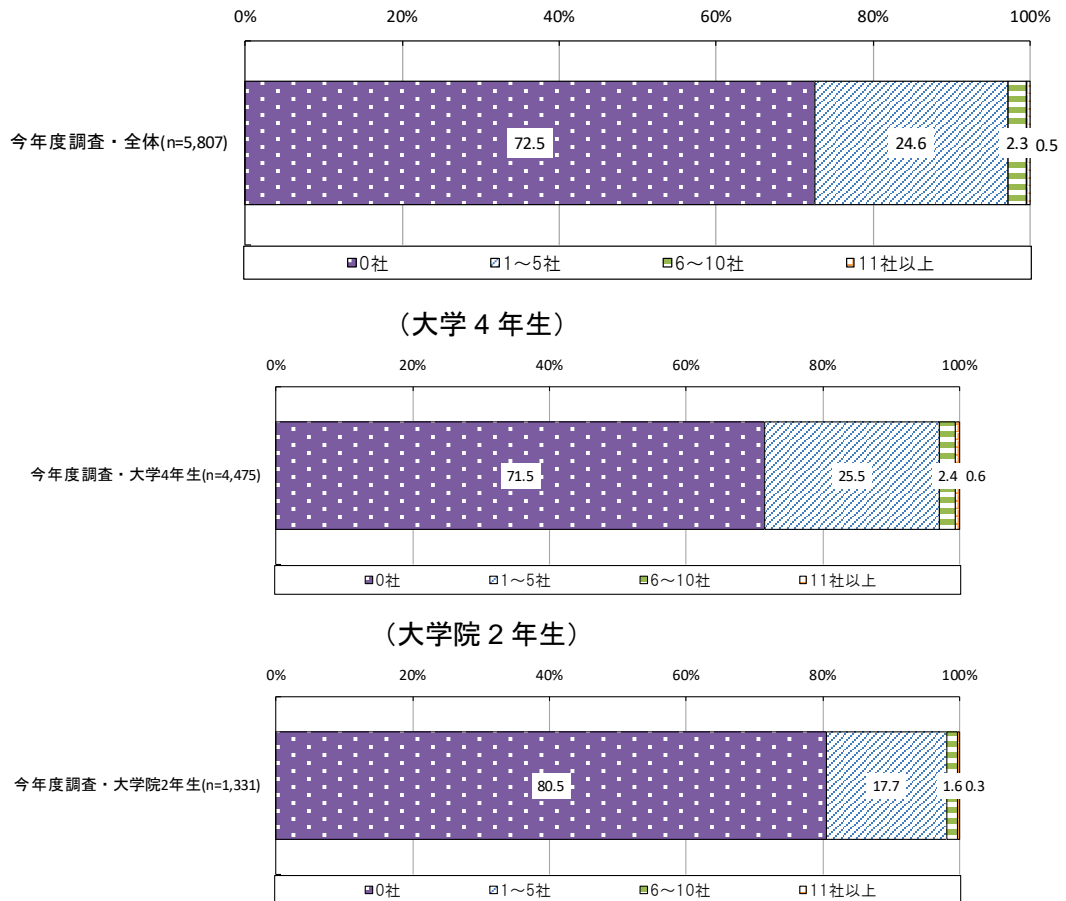 0% 20% 40% 60% 80% 100%
今年度調査・全体(n=5,807) 72.5 24.6 2.3 0.5
0社 1～5社 6～10社 11社以上
（大学4年生）
0% 20% 40% 60% 80% 100%
今年度調査・大学4年生(n=4,475) 71.5 25.5 2.4 0.6
0社 1～5社 6～10社 11社以上
（大学院2年生）
0% 20% 40% 60% 80% 100%
今年度調査・大学院2年生(n=1,331) 80.5 17.7 1.6 0.3
0社 1～5社 6～10社 11社以上